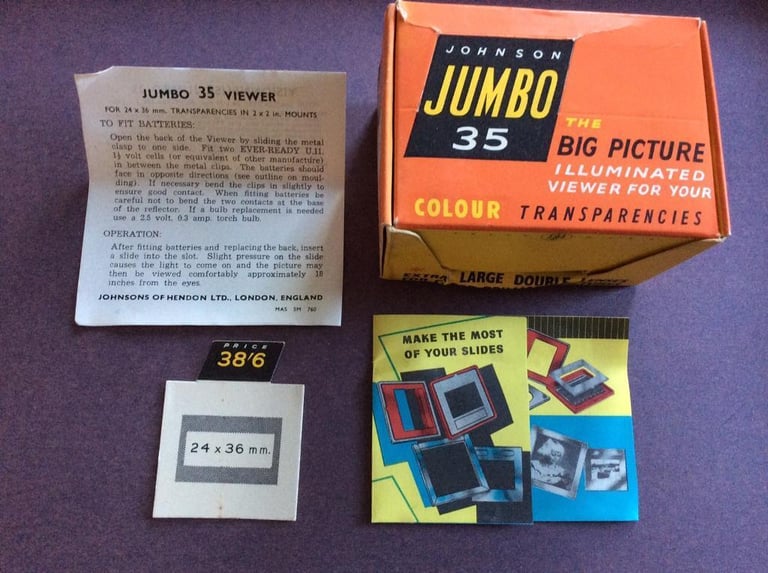 JUMBO 35 VIEWER
FOR 24 x 36 mm. TRANSPARENCIES IN 2 x 2 in. MOUNTS
TO FIT BATTERIES:
Open the back of the Viewer by sliding the metal
clasp to one side. Fit two EVER-READY U.11,
1½ volt cells (or equivalent of other manufacture)
in between the metal clips. The batteries should
face in opposite directions (see outline on moul-
ding). If necessary bend the clips in slightly to
ensure good contact. When fitting batteries be
careful not to bend the two contacts at the base
of the reflector. If a bulb replacement is needed
use a 2.5 volt, 0.3 amp. torch bulb.
OPERATION:
After fitting batteries and replacing the back, insert
a slide into the slot. Slight pressure on the slide
causes the light to come on and the picture may
then be viewed comfortably approximately 18
inches from the eyes.
JOHNSONS OF HENDON LTD., LONDON, ENGLAND
MAS SM 760
JOHNSON
JUMBO
35
THE
BIG PICTURE
ILLUMINATED
VIEWER FOR YOUR
COLOUR TRANSPARENCIES
EXTRA LARGE DOUBLE
PRICE
38'6
24 x 36 mm.
MAKE THE MOST
OF YOUR SLIDES